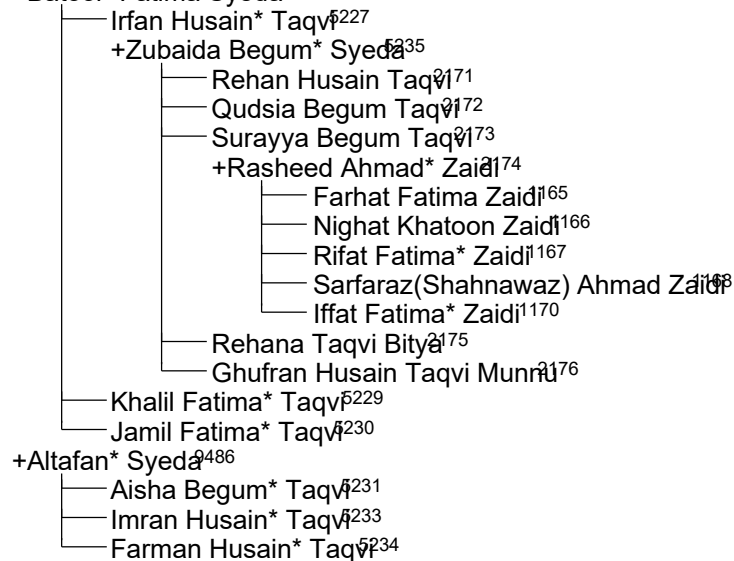 Irfan Husain* Taqvi5227
+Zubaida Begum* Syeda5235
Rehan Husain Taqvi2171
Qudsia Begum Taqvi2172
Surayya Begum Taqvi2173
+Rasheed Ahmad* Zaidi2174
Farhat Fatima Zaidi1165
Nighat Khatoon Zaidi1166
Rifat Fatima* Zaidi1167
Sarfaraz(Shahnawaz) Ahmad Zaidi1168
Iffat Fatima* Zaidi1170
Rehana Taqvi Bitya2175
Ghufran Husain Taqvi Munnu2176
Khalil Fatima* Taqvi5229
Jamil Fatima* Taqvi5230
+Altafan* Syeda9486
Aisha Begum* Taqvi5231
Imran Husain* Taqvi5233
Farman Husain* Taqvi5234